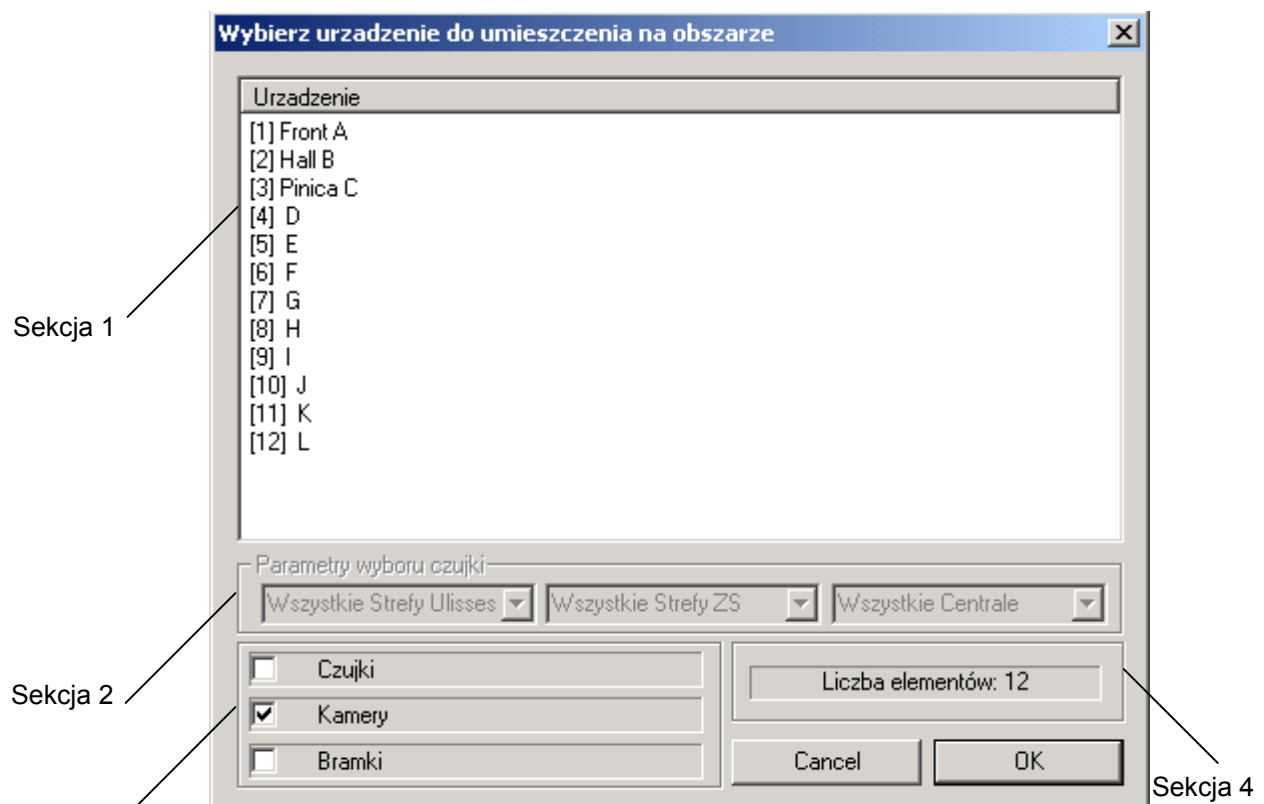 Wybierz urzadzenie do umieszczenia na obszarze
Urzadzenie
[1] Front A
[2] Hall B
[3] Pinica C
[4] D
[5] E
[6] F
[7] G
[8] H
[9] I
[10] J
[11] K
[12] L
Sekcja 1
Parametry wyboru czujki
Wszystkie Strefy Ulisses Wszystkie Strefy ZS Wszystkie Centrale
Sekcja 2
Czujki
Kamery
Bramki
Liczba elementów: 12
Cancel OK
Sekcja 4